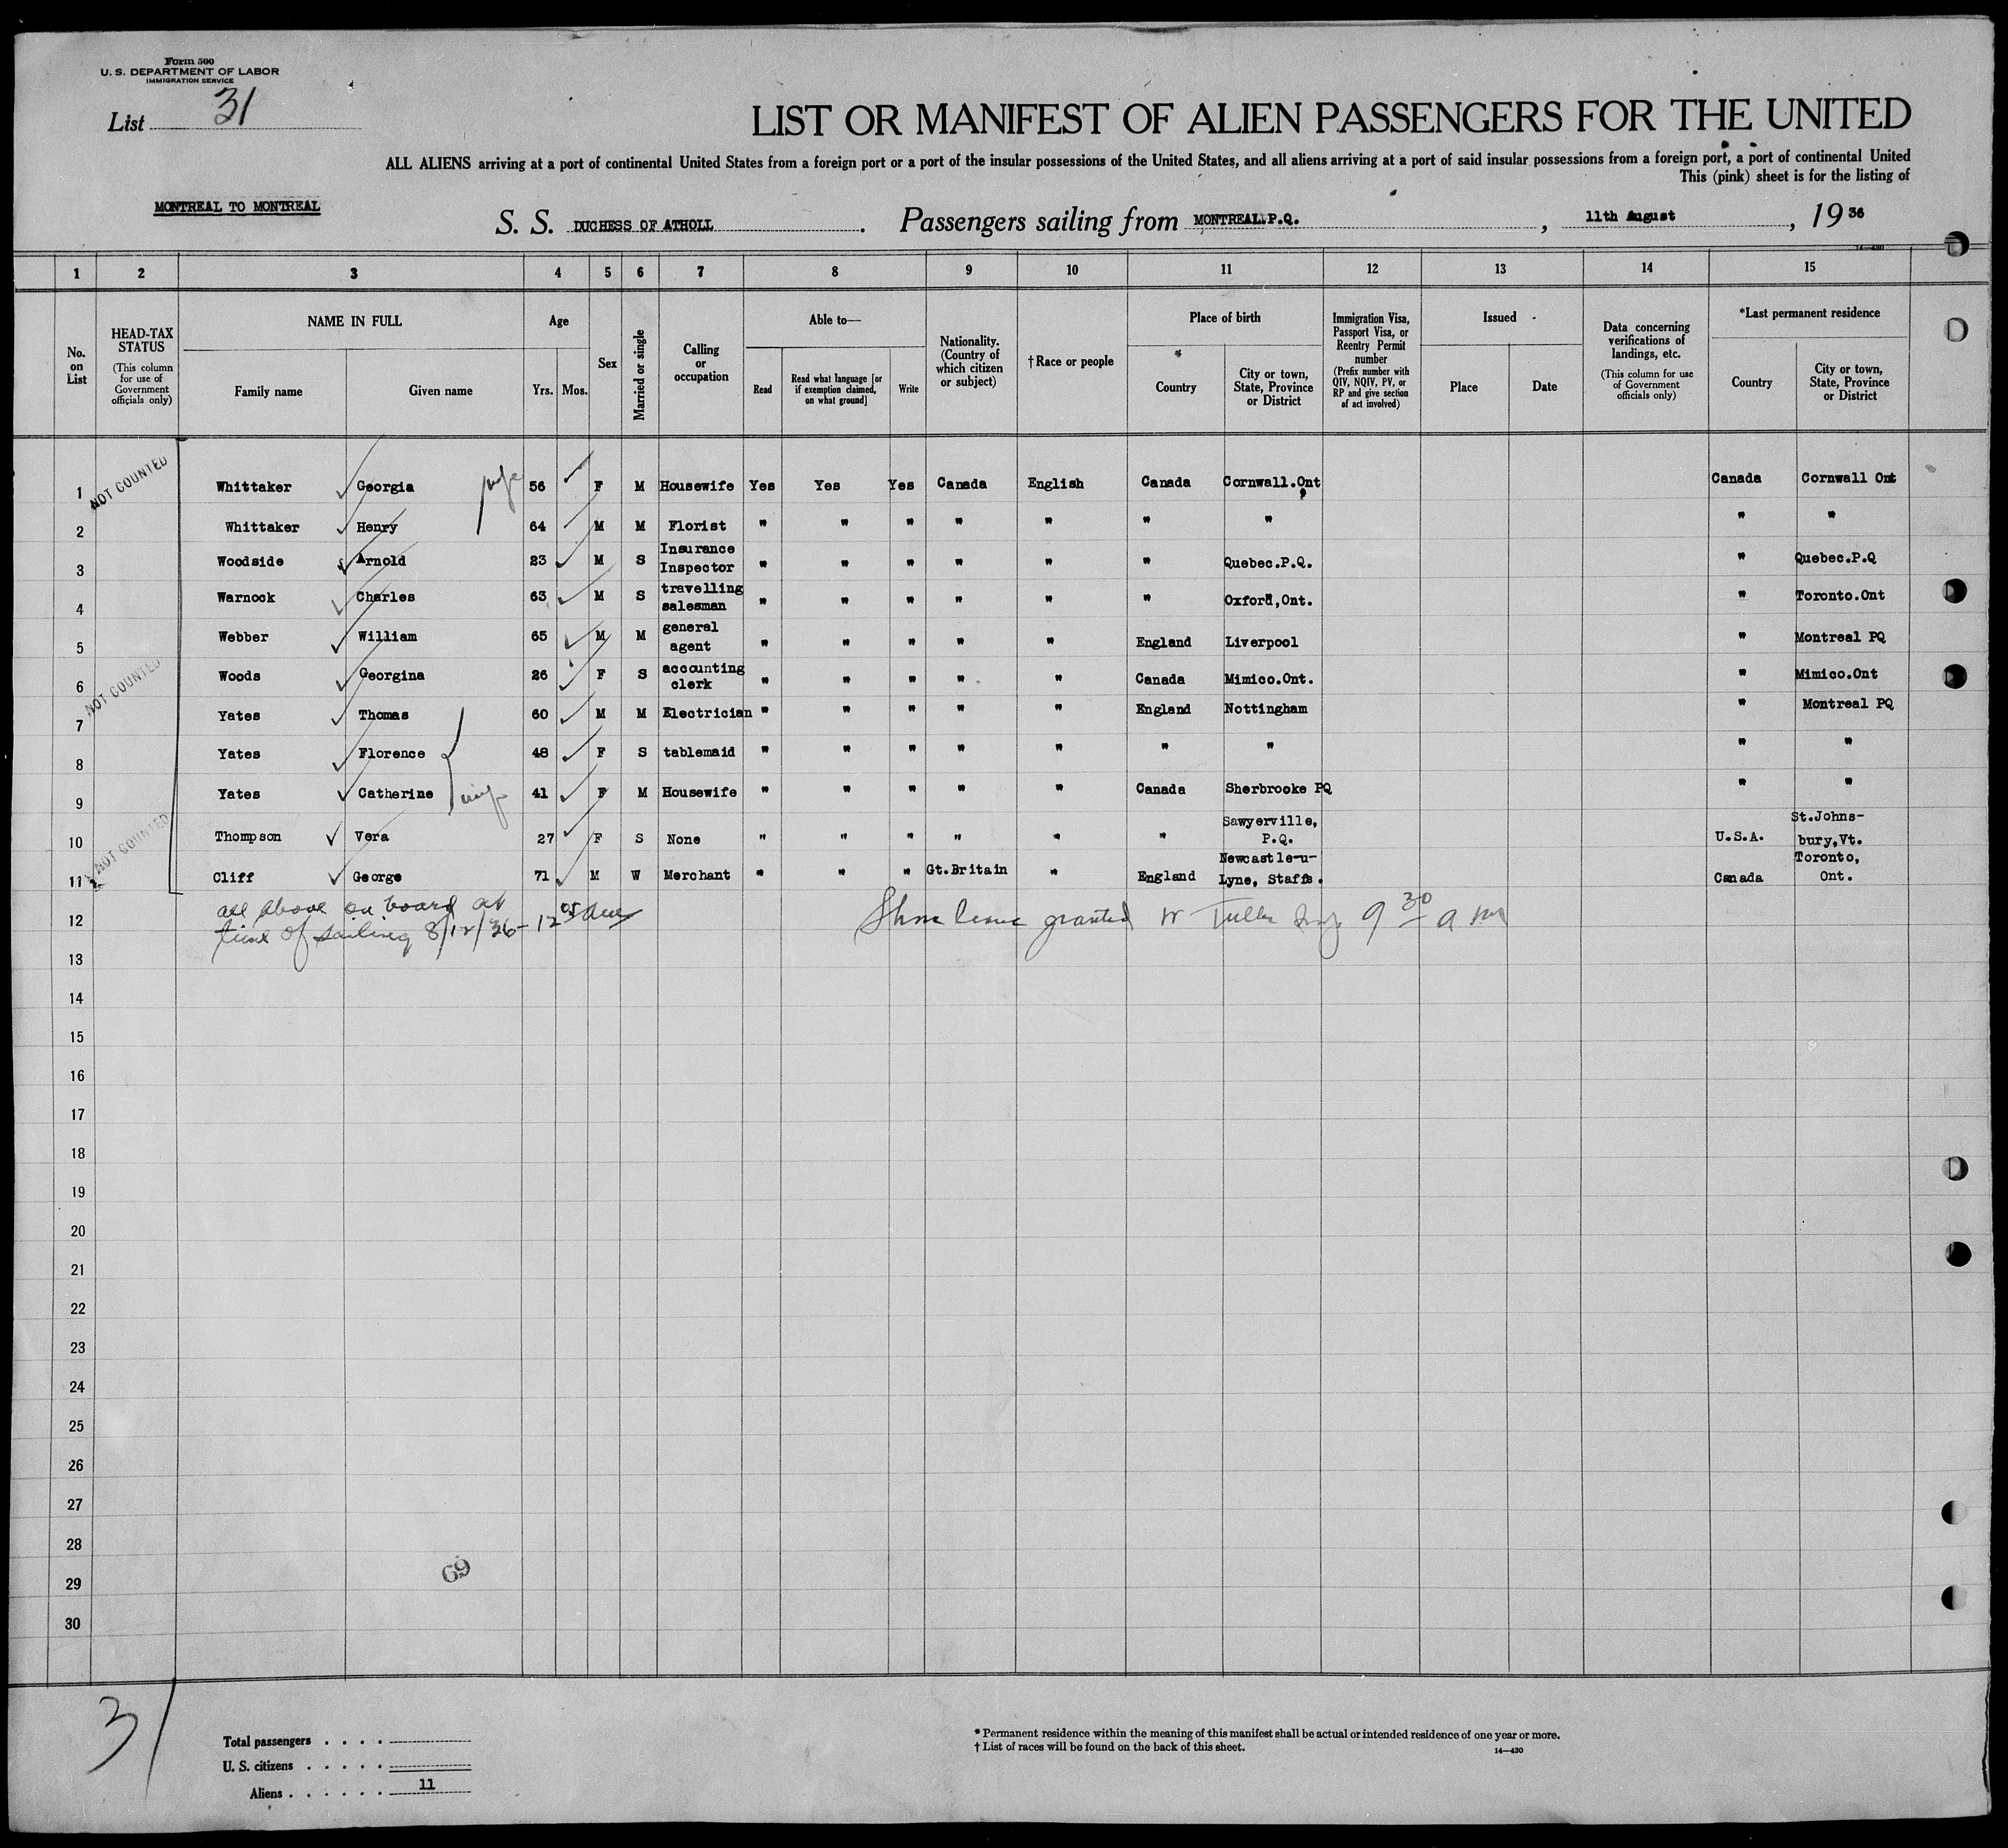 Form 500
U. S. DEPARTMENT OF LABOR
IMMIGRATION SERVICE
List 31
LIST OR MANIFEST OF ALIEN PASSENGERS FOR THE UNITED
ALL ALIENS arriving at a port of continental United States from a foreign port or a port of the insular possessions of the United States, and all aliens arriving at a port of said insular possessions from a foreign port, a port of continental United
This (pink) sheet is for the listing of
MONTREAL TO MONTREAL
S. S. DUCHESS OF ATHOLL. Passengers sailing from MONTREAL.P.Q., 11th August, 1936
14—430
1 2 3 4 5 6 7 8 9 10 11 12 13 14 15
No. on List
HEAD-TAX STATUS
(This column for use of Government officials only)
NAME IN FULL
Family name Given name
Age
Yrs. Mos.
Sex
Married or single
Calling or occupation
Able to—
Read
Read what language [or if exemption claimed, on what ground]
Write
Nationality. (Country of which citizen or subject)
†Race or people
Place of birth
Country
City or town, State, Province or District
Immigration Visa, Passport Visa, or Reentry Permit number
(Prefix number with QIV, NQIV, PV, or RP and give section of act involved)
Issued
Place Date
Data concerning verifications of landings, etc.
(This column for use of Government officials only)
*Last permanent residence
Country
City or town, State, Province or District
1 NOT COUNTED Whittaker Georgia 56 F M Housewife Yes Yes Yes Canada English Canada Cornwall.Ont Canada Cornwall Ont
2 Whittaker Henry 64 M M Florist " " " " " " " " "
3 Woodside Arnold 23 M S Insurance Inspector " " " " " " Quebec.P.Q. " Quebec.P.Q
4 Warnock Charles 63 M S travelling salesman " " " " " " Oxford,Ont. " Toronto.Ont
5 Webber William 65 M M general agent " " " " " England Liverpool " Montreal PQ
6 NOT COUNTED Woods Georgina 26 F S accounting clerk " " " " " Canada Mimico.Ont. " Mimico.Ont
7 Yates Thomas 60 M M Electrician " " " " " England Nottingham " Montreal PQ
8 Yates Florence 48 F S tablemaid " " " " " " " " "
9 Yates Catherine 41 F M Housewife " " " " " Canada Sherbrooke PQ " "
10 NOT COUNTED Thompson Vera 27 F S None " " " " " " Sawyerville, P.Q. U.S.A. St.Johns-bury,Vt.
11 Cliff George 71 M W Merchant " " " Gt.Britain " England Newcastle-u-Lyne, Staffs. Canada Toronto, Ont.
12 all above on board at
time of sailing 8/12/36 - 12 05
Shore leave granted 9 30 a m
13
14
15
16
17
18
19
20
21
22
23
24
25
26
27
28
29
30
69
31
Total passengers
U. S. citizens
Aliens 11
* Permanent residence within the meaning of this manifest shall be actual or intended residence of one year or more.
† List of races will be found on the back of this sheet.
14—430